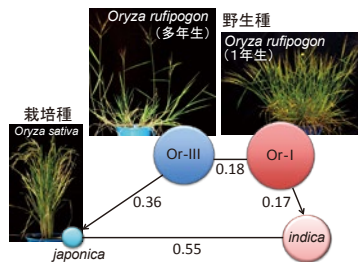 野生種
Oryza rufipogon
(多年生)
Oryza rufipogon
(1年生)
栽培種
Oryza sativa
Or-III
Or-I
0.18
0.36
0.17
0.55
japonica
indica